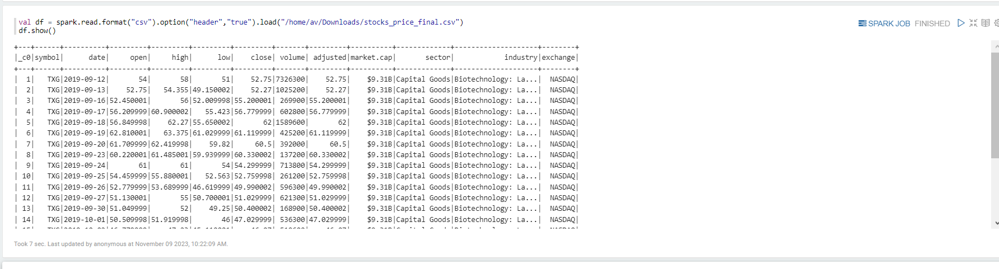 val df = spark.read.format("csv").option("header","true").load("/home/av/Downloads/stocks_price_final.csv")
df.show()
SPARK JOB FINISHED
+---+------+----------+---------+---------+---------+---------+-------+---------+----------+-------------+--------------------+--------+
|_c0|symbol|      date|     open|     high|      low|    close| volume| adjusted|market.cap|       sector|            industry|exchange|
+---+------+----------+---------+---------+---------+---------+-------+---------+----------+-------------+--------------------+--------+
|  1|   TXG|2019-09-12|       54|       58|       51|    52.75|7326300|    52.75|    $9.31B|Capital Goods|Biotechnology: La...|  NASDAQ|
|  2|   TXG|2019-09-13|    52.75|   54.355|49.150002|    52.27|1025200|    52.27|    $9.31B|Capital Goods|Biotechnology: La...|  NASDAQ|
|  3|   TXG|2019-09-16|52.450001|       56|52.009998|55.200001| 269900|55.200001|    $9.31B|Capital Goods|Biotechnology: La...|  NASDAQ|
|  4|   TXG|2019-09-17|56.209999|60.900002|   55.423|56.779999| 602800|56.779999|    $9.31B|Capital Goods|Biotechnology: La...|  NASDAQ|
|  5|   TXG|2019-09-18|56.849998|    62.27|55.650002|       62|1589600|       62|    $9.31B|Capital Goods|Biotechnology: La...|  NASDAQ|
|  6|   TXG|2019-09-19|62.810001|   63.375|61.029999|61.119999| 425200|61.119999|    $9.31B|Capital Goods|Biotechnology: La...|  NASDAQ|
|  7|   TXG|2019-09-20|61.709999|62.419998|    59.82|     60.5| 392000|     60.5|    $9.31B|Capital Goods|Biotechnology: La...|  NASDAQ|
|  8|   TXG|2019-09-23|60.220001|61.485001|59.939999|60.330002| 137200|60.330002|    $9.31B|Capital Goods|Biotechnology: La...|  NASDAQ|
|  9|   TXG|2019-09-24|       61|       61|       54|54.299999| 713800|54.299999|    $9.31B|Capital Goods|Biotechnology: La...|  NASDAQ|
| 10|   TXG|2019-09-25|54.459999|55.880001|   52.563|52.759998| 261200|52.759998|    $9.31B|Capital Goods|Biotechnology: La...|  NASDAQ|
| 11|   TXG|2019-09-26|52.779999|53.689999|46.619999|49.990002| 596300|49.990002|    $9.31B|Capital Goods|Biotechnology: La...|  NASDAQ|
| 12|   TXG|2019-09-27|51.130001|       55|50.700001|51.029999| 621300|51.029999|    $9.31B|Capital Goods|Biotechnology: La...|  NASDAQ|
| 13|   TXG|2019-09-30|51.049999|       52|    49.25|50.400002| 168900|50.400002|    $9.31B|Capital Goods|Biotechnology: La...|  NASDAQ|
| 14|   TXG|2019-10-01|50.509998|51.919998|       46|47.029999| 536300|47.029999|    $9.31B|Capital Goods|Biotechnology: La...|  NASDAQ|
Took 7 sec. Last updated by anonymous at November 09 2023, 10:22:09 AM.